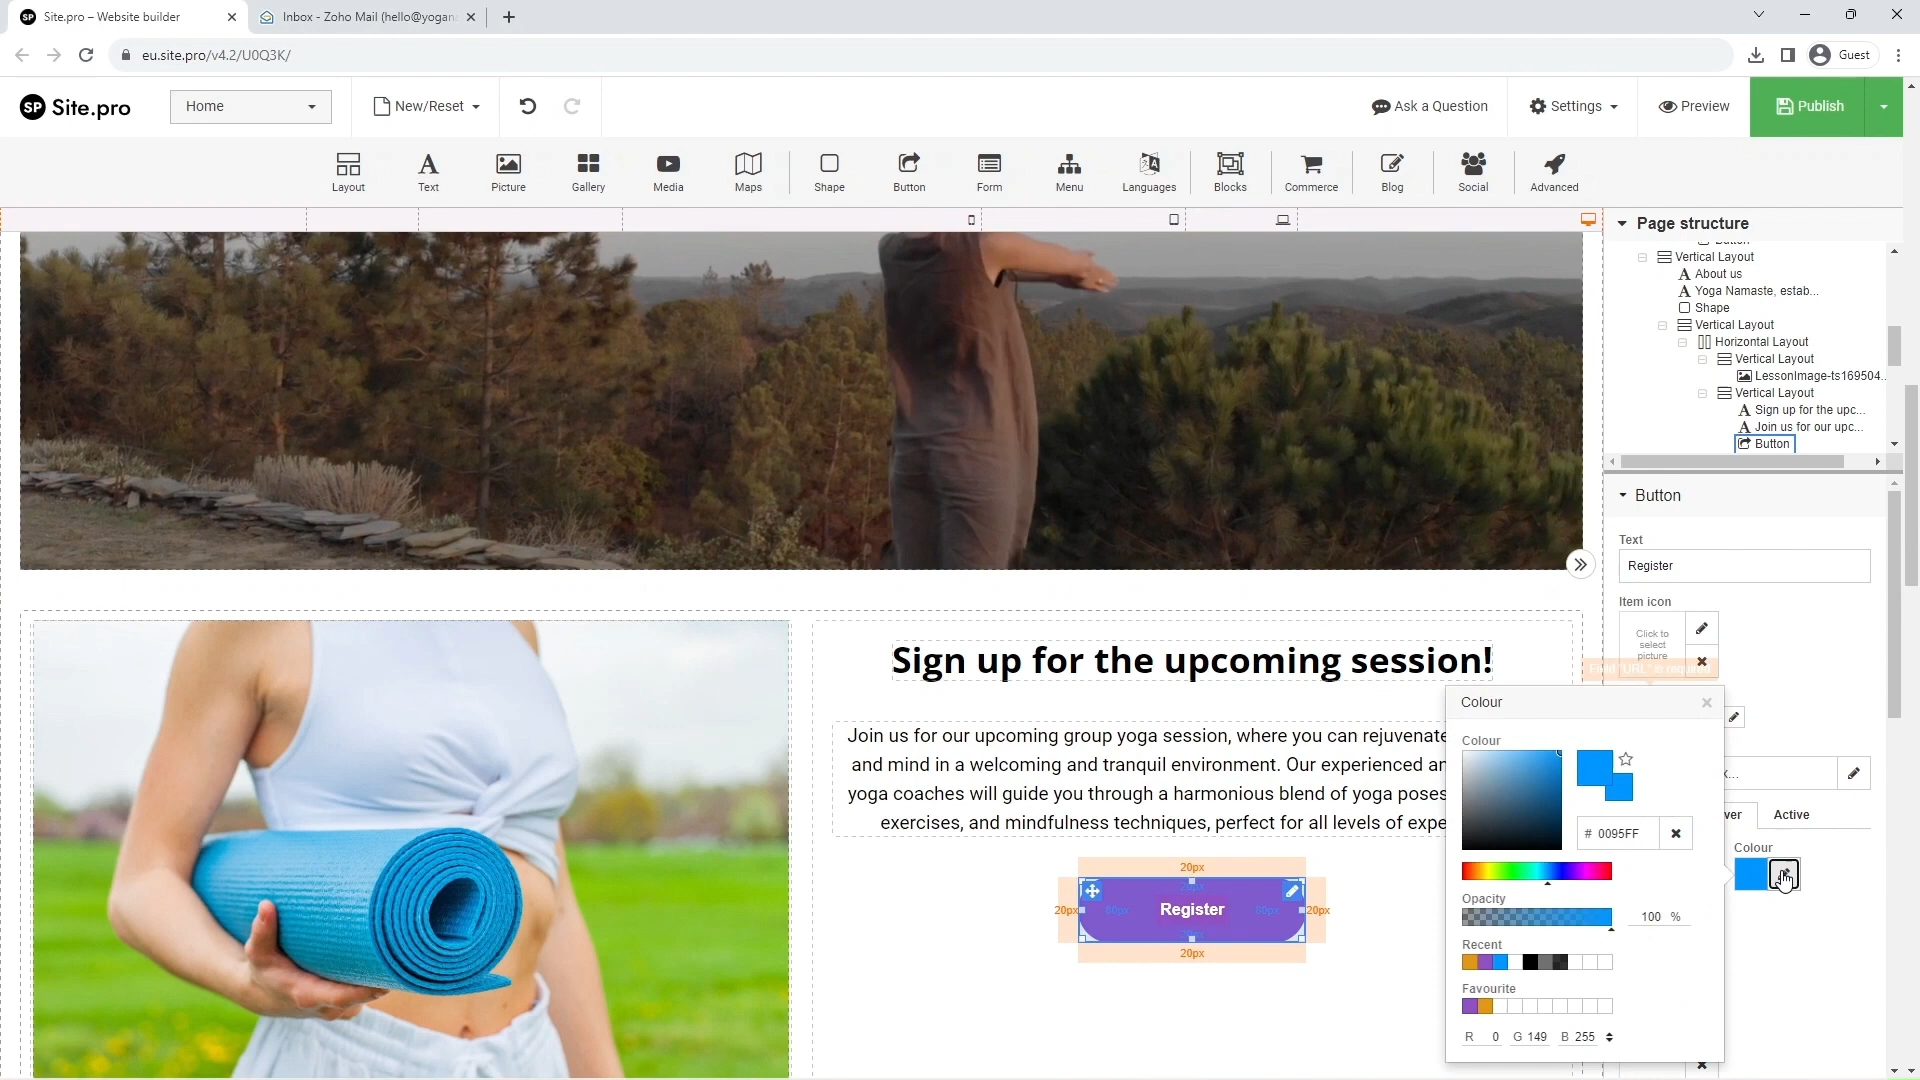 Site.pro – Website builder
Inbox - Zoho Mail (hello@yogan
eu.site.pro/v4.2/U0Q3K/
Guest
SP Site.pro
Home
New/Reset
Ask a Question
Settings
Preview
Publish
Layout
Text
Picture
Gallery
Media
Maps
Shape
Button
Form
Menu
Languages
Blocks
Commerce
Blog
Social
Advanced
Page structure
Button
Vertical Layout
About us
Yoga Namaste, estab...
Shape
Vertical Layout
Horizontal Layout
Vertical Layout
LessonImage-ts169504..
Vertical Layout
Sign up for the upc...
Join us for our upc...
Button
Button
Text
Register
Item icon
Click to
select
picture
Field "URL" is required
Sign up for the upcoming session!
Join us for our upcoming group yoga session, where you can rejuvenate
and mind in a welcoming and tranquil environment. Our experienced an
yoga coaches will guide you through a harmonious blend of yoga poses
exercises, and mindfulness techniques, perfect for all levels of expe
20px
20px
Register
20px
20px
Colour
Colour
# 0095FF
Opacity
100 %
Recent
Favourite
R 0 G 149 B 255
Active
Colour